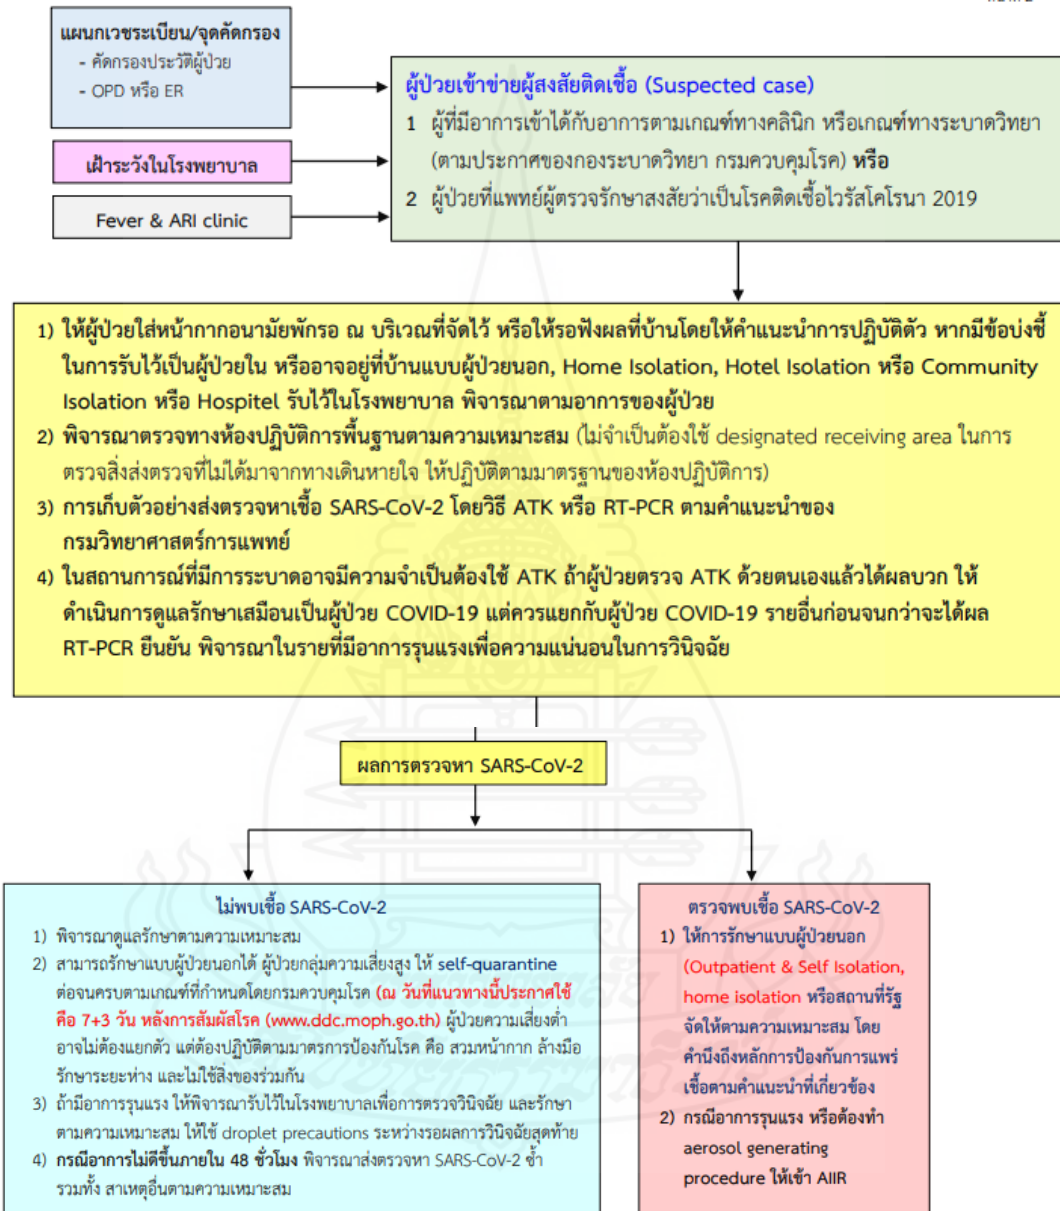 แผนกเวชระเบียน/จุดคัดกรอง
- คัดกรองประวัติผู้ป่วย
- OPD หรือ ER
เฝ้าระวังในโรงพยาบาล
Fever & ARI clinic
ผู้ป่วยเข้าข่ายผู้สงสัยติดเชื้อ (Suspected case)
1 ผู้ที่มีอาการเข้าได้กับอาการตามเกณฑ์ทางคลินิก หรือเกณฑ์ทางระบาดวิทยา
(ตามประกาศของกองระบาดวิทยา กรมควบคุมโรค) หรือ
2 ผู้ป่วยที่แพทย์ผู้ตรวจรักษาสงสัยว่าเป็นโรคติดเชื้อไวรัสโคโรนา 2019
1) ให้ผู้ป่วยใส่หน้ากากอนามัยพักรอ ณ บริเวณที่จัดไว้ หรือให้รอฟังผลที่บ้านโดยให้คำแนะนำการปฏิบัติตัว หากมีข้อบ่งชี้
ในการรับไว้เป็นผู้ป่วยใน หรืออาจอยู่ที่บ้านแบบผู้ป่วยนอก, Home Isolation, Hotel Isolation หรือ Community
Isolation หรือ Hospitel รับไว้ในโรงพยาบาล พิจารณาตามอาการของผู้ป่วย
2) พิจารณาตรวจทางห้องปฏิบัติการพื้นฐานตามความเหมาะสม (ไม่จำเป็นต้องใช้ designated receiving area ในการ
ตรวจสิ่งส่งตรวจที่ไม่ได้มาจากทางเดินหายใจ ให้ปฏิบัติตามมาตรฐานของห้องปฏิบัติการ)
3) การเก็บตัวอย่างส่งตรวจหาเชื้อ SARS-CoV-2 โดยวิธี ATK หรือ RT-PCR ตามคำแนะนำของ
กรมวิทยาศาสตร์การแพทย์
4) ในสถานการณ์ที่มีการระบาดอาจมีความจำเป็นต้องใช้ ATK ถ้าผู้ป่วยตรวจ ATK ด้วยตนเองแล้วได้ผลบวก ให้
ดำเนินการดูแลรักษาเสมือนเป็นผู้ป่วย COVID-19 แต่ควรแยกกับผู้ป่วย COVID-19 รายอื่นก่อนจนกว่าจะได้ผล
RT-PCR ยืนยัน พิจารณาในรายที่มีอาการรุนแรงเพื่อความแน่นอนในการวินิจฉัย
ผลการตรวจหา SARS-CoV-2
ไม่พบเชื้อ SARS-CoV-2
1) พิจารณาดูแลรักษาตามความเหมาะสม
2) สามารถรักษาแบบผู้ป่วยนอกได้ ผู้ป่วยกลุ่มความเสี่ยงสูง ให้ self-quarantine
ต่อจนครบตามเกณฑ์ที่กำหนดโดยกรมควบคุมโรค (ณ วันที่แนวทางนี้ประกาศใช้
คือ 7+3 วัน หลังการสัมผัสโรค (www.ddc.moph.go.th) ผู้ป่วยความเสี่ยงต่ำ
อาจไม่ต้องแยกตัว แต่ต้องปฏิบัติตามมาตรการป้องกันโรค คือ สวมหน้ากาก ล้างมือ
รักษาระยะห่าง และไม่ใช้สิ่งของร่วมกัน
3) ถ้ามีอาการรุนแรง ให้พิจารณารับไว้ในโรงพยาบาลเพื่อการตรวจวินิจฉัย และรักษา
ตามความเหมาะสม ให้ใช้ droplet precautions ระหว่างรอผลการวินิจฉัยสุดท้าย
4) กรณีอาการไม่ดีขึ้นภายใน 48 ชั่วโมง พิจารณาส่งตรวจหา SARS-CoV-2 ซ้ำ
รวมทั้ง สาเหตุอื่นตามความเหมาะสม
ตรวจพบเชื้อ SARS-CoV-2
1) ให้การรักษาแบบผู้ป่วยนอก
(Outpatient & Self Isolation,
home isolation หรือสถานที่รัฐ
จัดให้ตามความเหมาะสม โดย
คำนึงถึงหลักการป้องกันการแพร่
เชื้อตามคำแนะนำที่เกี่ยวข้อง
2) กรณีอาการรุนแรง หรือต้องทำ
aerosol generating
procedure ให้เข้า AIIR